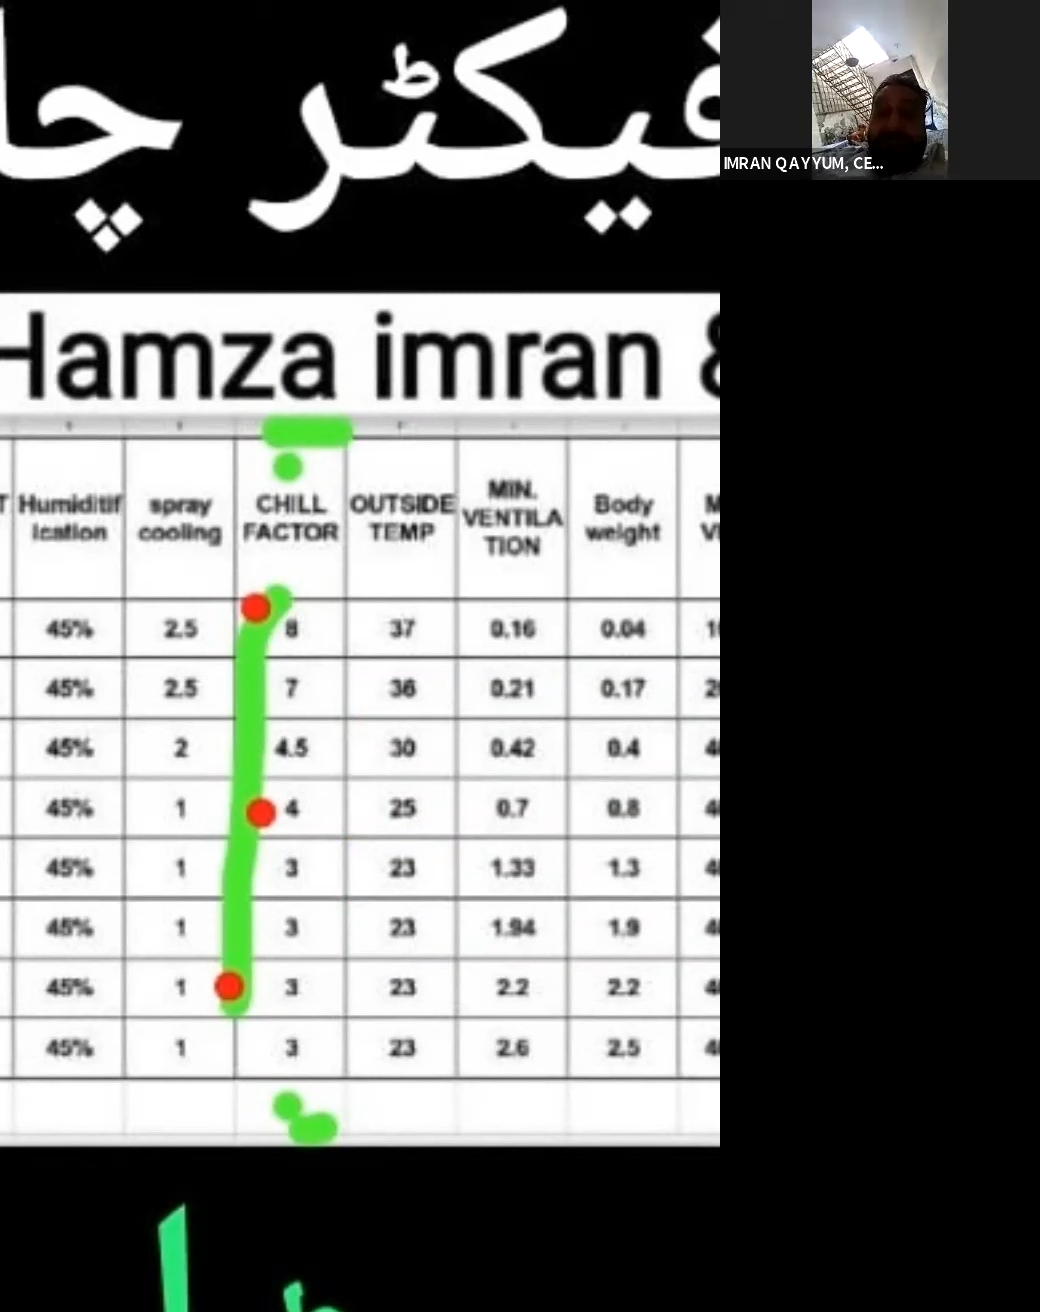 فیکٹر چا
IMRAN QAYYUM, CE...
Hamza imran &
Humiditif ication spray cooling CHILL FACTOR OUTSIDE TEMP MIN. VENTILA TION Body weight
45% 2.5 8 37 0.16 0.04
45% 2.5 7 36 0.21 0.17
45% 2 4.5 30 0.42 0.4
45% 1 4 25 0.7 0.8
45% 1 3 23 1.33 1.3
45% 1 3 23 1.94 1.9
45% 1 3 23 2.2 2.2
45% 1 3 23 2.6 2.5